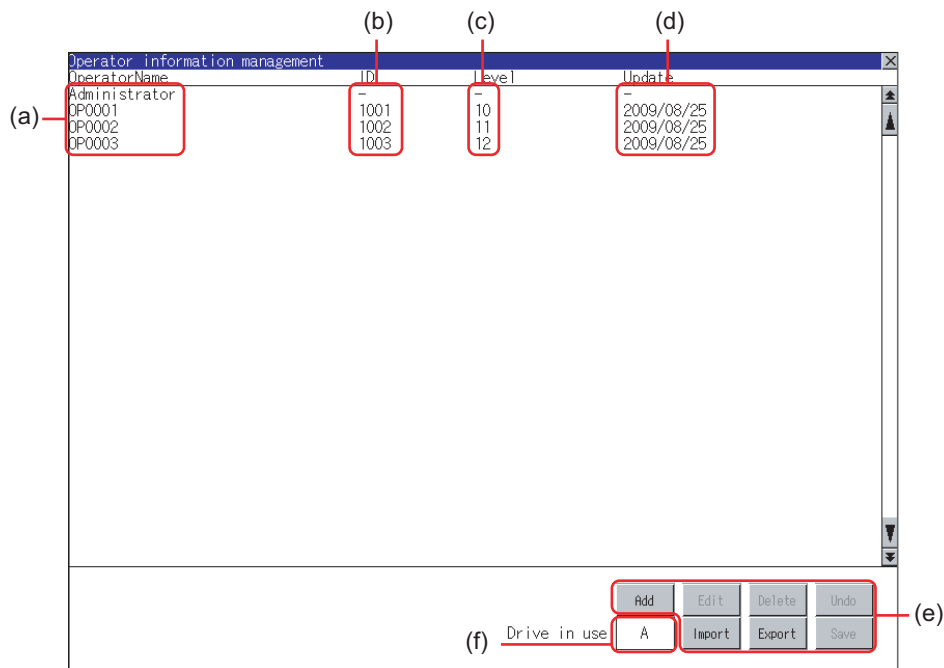 (b) (c) (d)
Operator information management
OperatorName ID Level Update
(a)
Administrator - - -
OP0001 1001 10 2009/08/25
OP0002 1002 11 2009/08/25
OP0003 1003 12 2009/08/25
Add Edit Delete Undo
(e)
(f) Drive in use A Import Export Save